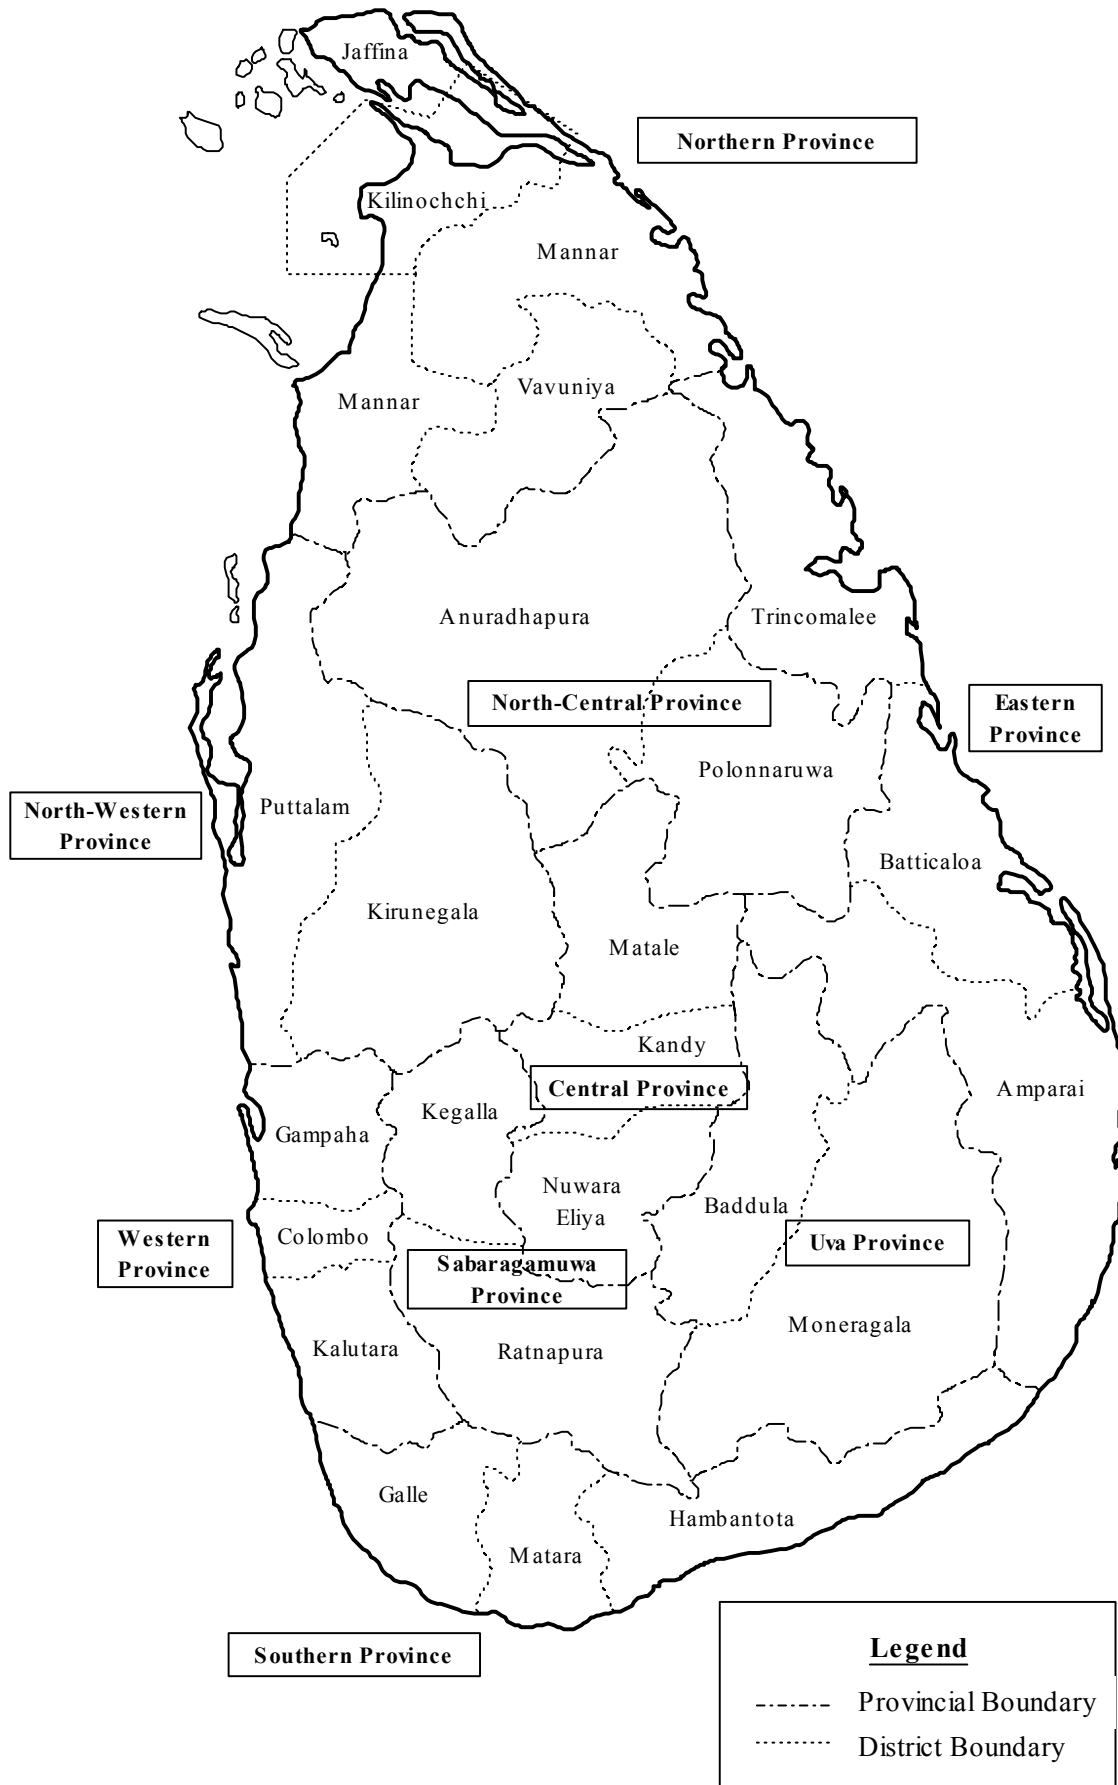 Jaffina
Northern Province
Kilinochchi
Mannar
Vavuniya
Mannar
Anuradhapura
Trincomalee
North-Central Province
Eastern
Province
Polonnaruwa
North-Western
Province
Puttalam
Batticaloa
Kirunegala
Matale
Kandy
Central Province
Amparai
Kegalla
Gampaha
Nuwara
Eliya
Baddula
Western
Province
Colombo
Uva Province
Sabaragamuwa
Province
Moneragala
Kalutara
Ratnapura
Galle
Hambantota
Matara
Southern Province
Legend
Provincial Boundary
District Boundary